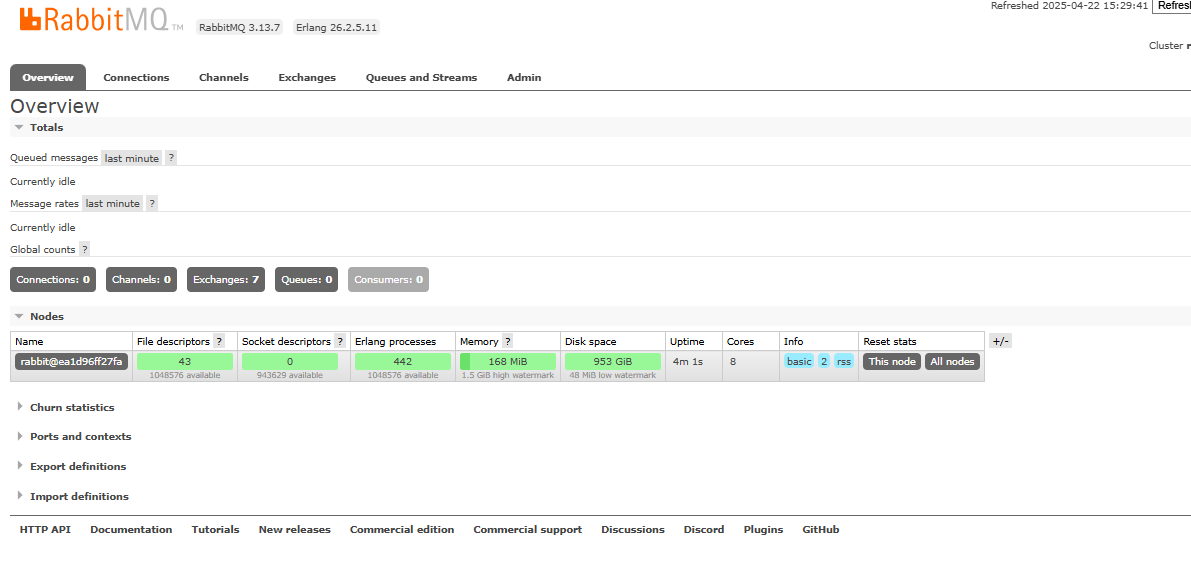 Refreshed 2025-04-22 15:29:41 Refresh
RabbitMQ TM RabbitMQ 3.13.7 Erlang 26.2.5.11
Cluster r
Overview Connections Channels Exchanges Queues and Streams Admin
Overview
Totals
Queued messages last minute ?
Currently idle
Message rates last minute ?
Currently idle
Global counts ?
Connections: 0 Channels: 0 Exchanges: 7 Queues: 0 Consumers: 0
Nodes
Name File descriptors ? Socket descriptors ? Erlang processes Memory ? Disk space Uptime Cores Info Reset stats +/-
rabbit@ea1d96ff27fa 43 0 442 168 MiB 953 GiB 4m 1s 8 basic 2 rss This node All nodes
1048576 available 943629 available 1048576 available 1.5 GiB high watermark 48 MiB low watermark
Churn statistics
Ports and contexts
Export definitions
Import definitions
HTTP API Documentation Tutorials New releases Commercial edition Commercial support Discussions Discord Plugins GitHub